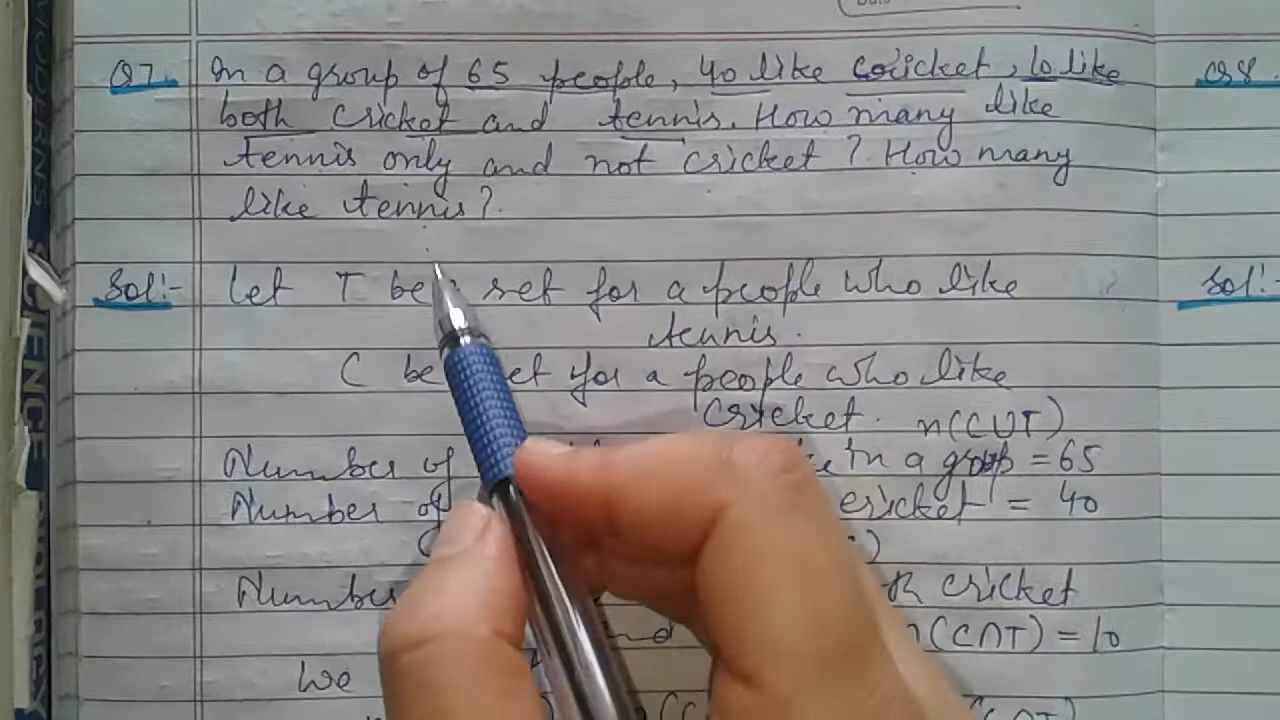 Q7. In a group of 65 people, 40 like cricket, 10 like
both cricket and tennis. How many like
tennis only and not cricket? How many
like tennis?
Sol:- Let T be set for a people who like
tennis.
C be set for a people who like
cricket. n(C∪T)
Number of in a group = 65
Number of cricket = 40
Number cricket
n(C∩T) = 10
We
Q8.
Sol:-
SCIENCE